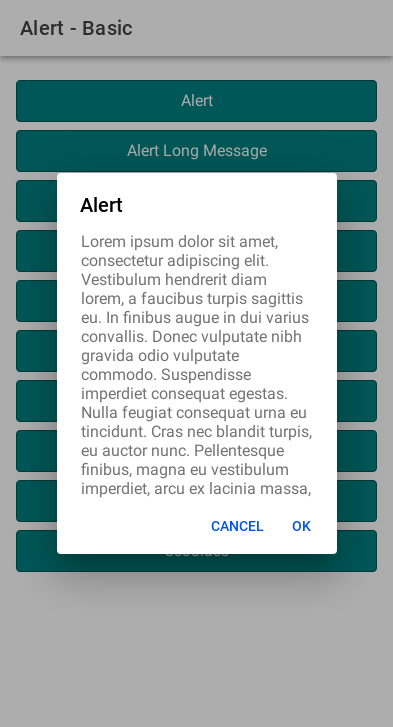 Alert - Basic
Alert
Alert Long Message
Alert
Lorem ipsum dolor sit amet,
consectetur adipiscing elit.
Vestibulum hendrerit diam
lorem, a faucibus turpis sagittis
eu. In finibus augue in dui varius
convallis. Donec vulputate nibh
gravida odio vulputate
commodo. Suspendisse
imperdiet consequat egestas.
Nulla feugiat consequat urna eu
tincidunt. Cras nec blandit turpis,
eu auctor nunc. Pellentesque
finibus, magna eu vestibulum
imperdiet, arcu ex lacinia massa,
CANCEL OK